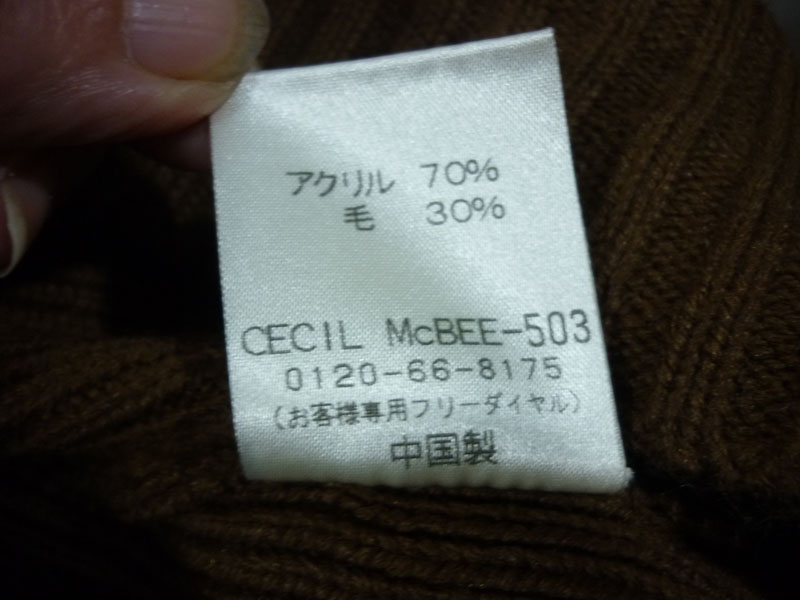 アクリル 70%
毛 30%
CECIL McBEE-503
0120-66-8175
(お客様専用フリーダイヤル)
中国製